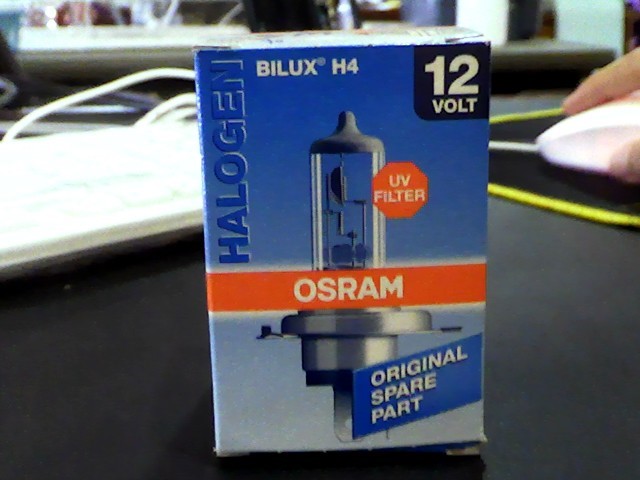 HALOGEN
BILUX® H4
12
VOLT
UV
FILTER
OSRAM
ORIGINAL
SPARE
PART